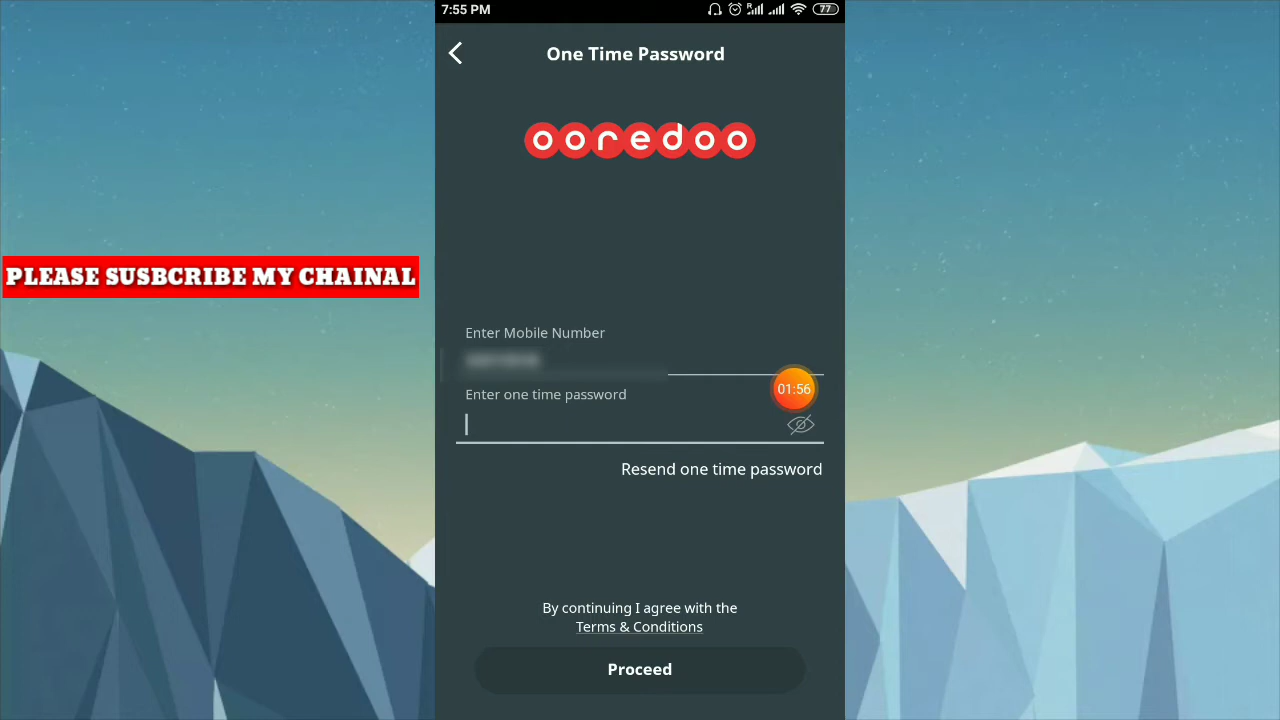 7:55 PM
R
77
One Time Password
ooredoo
PLEASE SUSBCRIBE MY CHAINAL
Enter Mobile Number
01:56
Enter one time password
Resend one time password
By continuing I agree with the
Terms & Conditions
Proceed